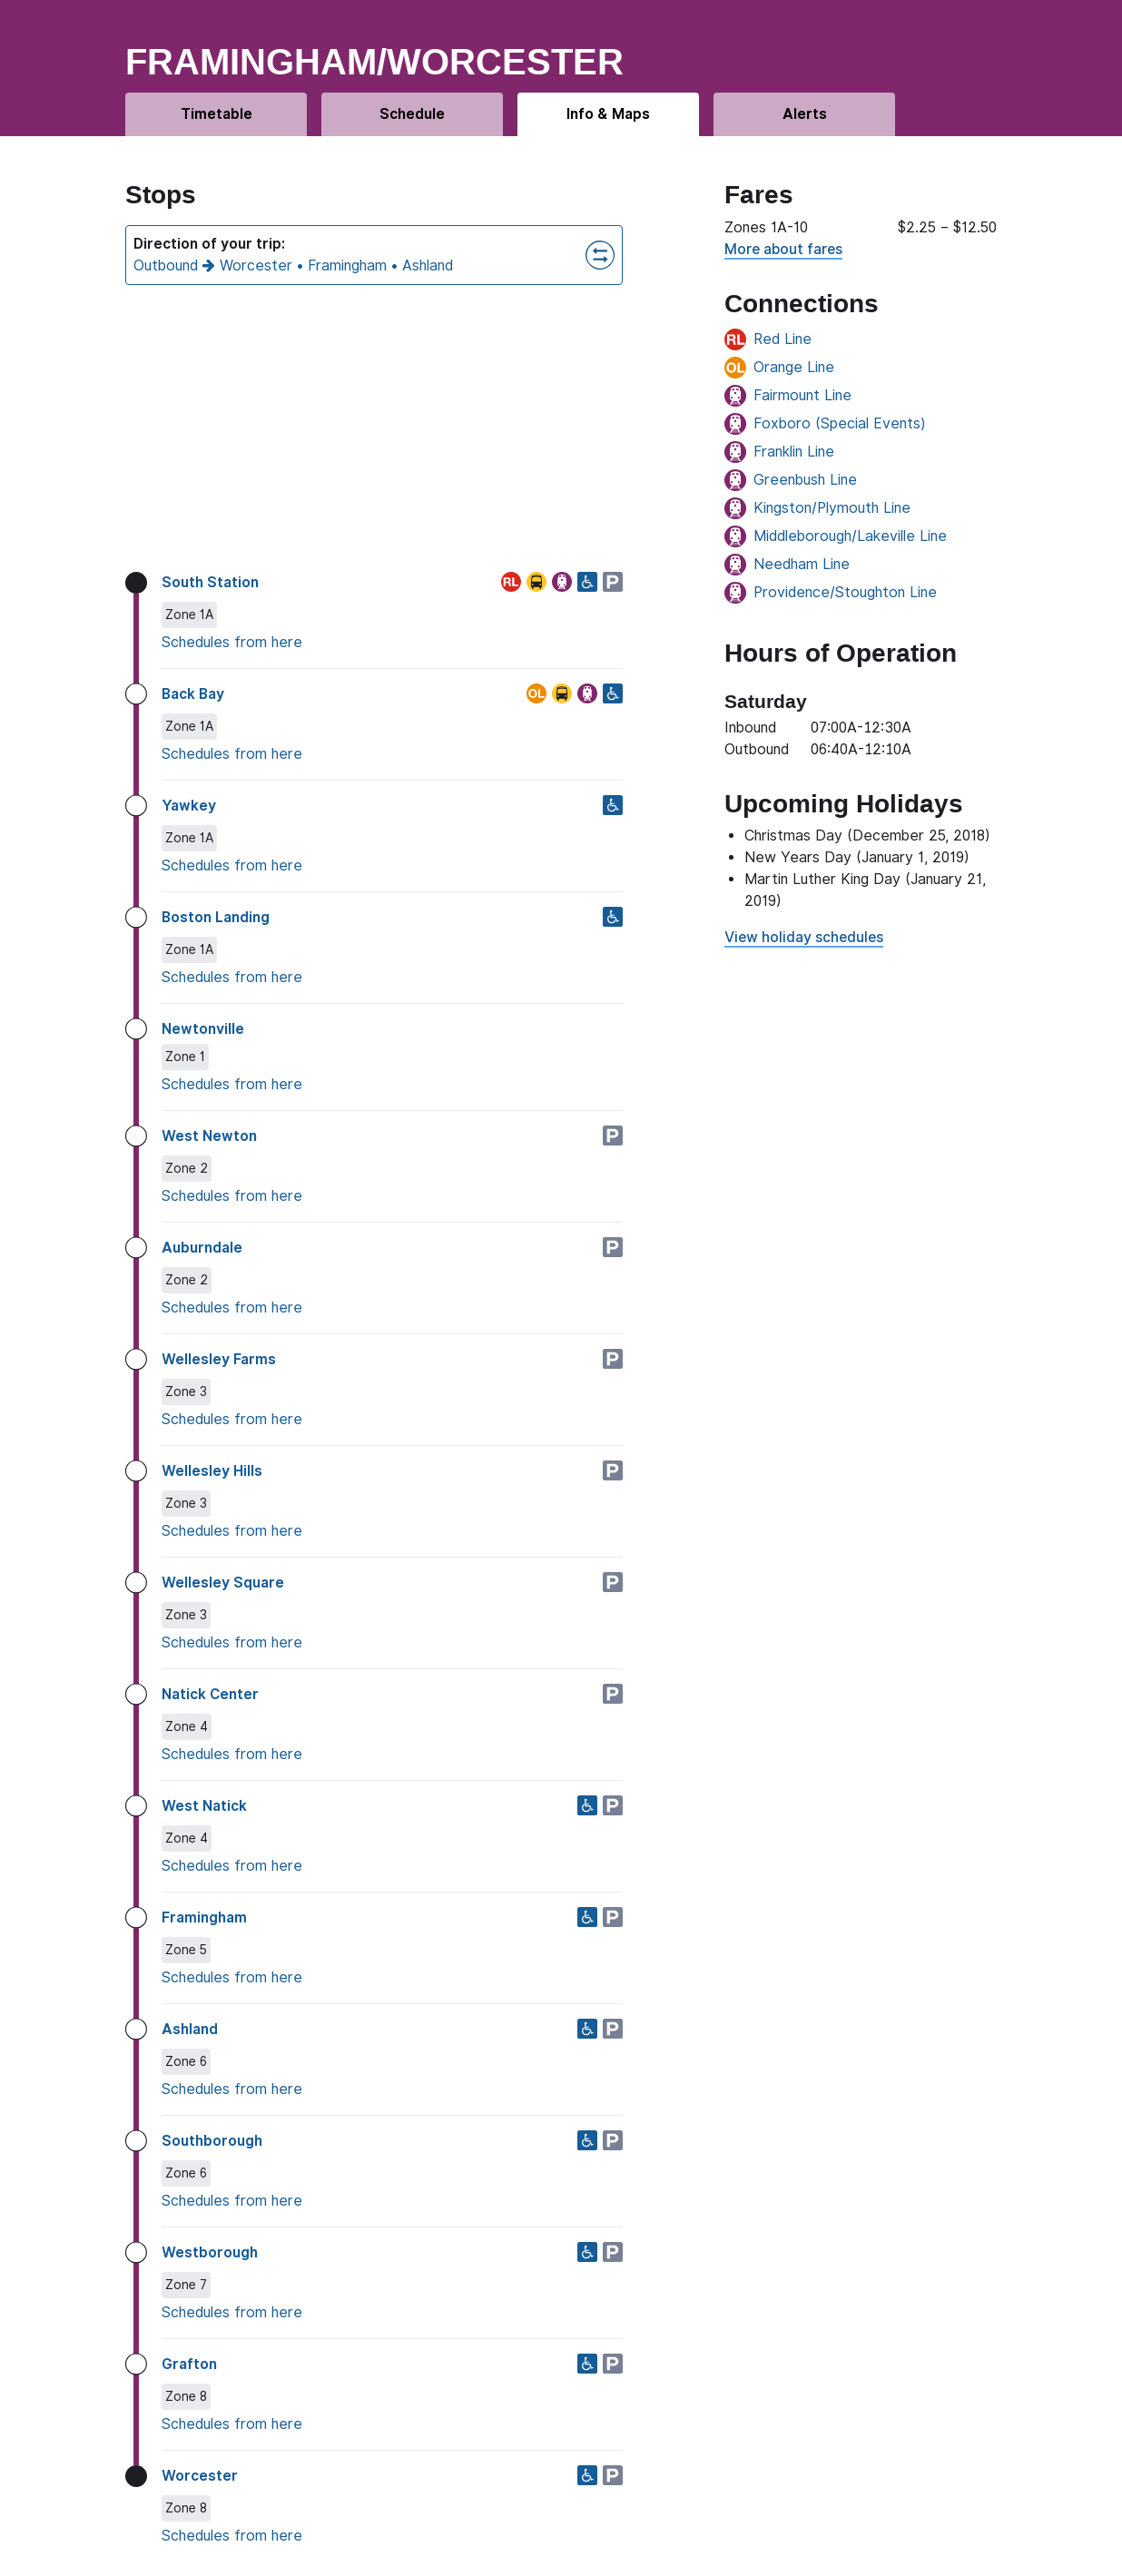 FRAMINGHAM/WORCESTER
Timetable
Schedule
Info & Maps
Alerts
Stops
Direction of your trip:
Outbound → Worcester • Framingham • Ashland
South Station
RL
P
Zone 1A
Schedules from here
Back Bay
OL
Zone 1A
Schedules from here
Yawkey
Zone 1A
Schedules from here
Boston Landing
Zone 1A
Schedules from here
Newtonville
Zone 1
Schedules from here
West Newton
P
Zone 2
Schedules from here
Auburndale
P
Zone 2
Schedules from here
Wellesley Farms
P
Zone 3
Schedules from here
Wellesley Hills
P
Zone 3
Schedules from here
Wellesley Square
P
Zone 3
Schedules from here
Natick Center
P
Zone 4
Schedules from here
West Natick
P
Zone 4
Schedules from here
Framingham
P
Zone 5
Schedules from here
Ashland
P
Zone 6
Schedules from here
Southborough
P
Zone 6
Schedules from here
Westborough
P
Zone 7
Schedules from here
Grafton
P
Zone 8
Schedules from here
Worcester
P
Zone 8
Schedules from here
Fares
Zones 1A-10 $2.25 – $12.50
More about fares
Connections
RL Red Line
OL Orange Line
Fairmount Line
Foxboro (Special Events)
Franklin Line
Greenbush Line
Kingston/Plymouth Line
Middleborough/Lakeville Line
Needham Line
Providence/Stoughton Line
Hours of Operation
Saturday
Inbound 07:00A-12:30A
Outbound 06:40A-12:10A
Upcoming Holidays
• Christmas Day (December 25, 2018)
• New Years Day (January 1, 2019)
• Martin Luther King Day (January 21,
2019)
View holiday schedules